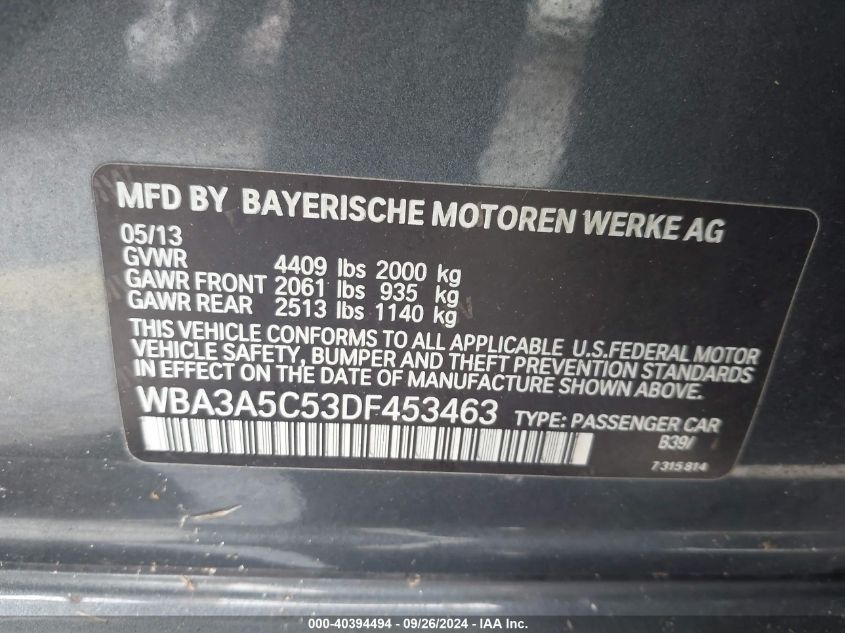 MFD BY BAYERISCHE MOTOREN WERKE AG
05/13
GVWR 4409 lbs 2000 kg
GAWR FRONT 2061 lbs 935 kg
GAWR REAR 2513 lbs 1140 kg
THIS VEHICLE CONFORMS TO ALL APPLICABLE U.S.FEDERAL MOTOR
VEHICLE SAFETY, BUMPER AND THEFT PREVENTION STANDARDS
IN EFFECT ON THE DATE OF MANUFACTURE SHOWN ABOVE.
WBA3A5C53DF453463 TYPE: PASSENGER CAR
B39/
7 315 814
000-40394494 - 09/26/2024 - © IAA Inc.